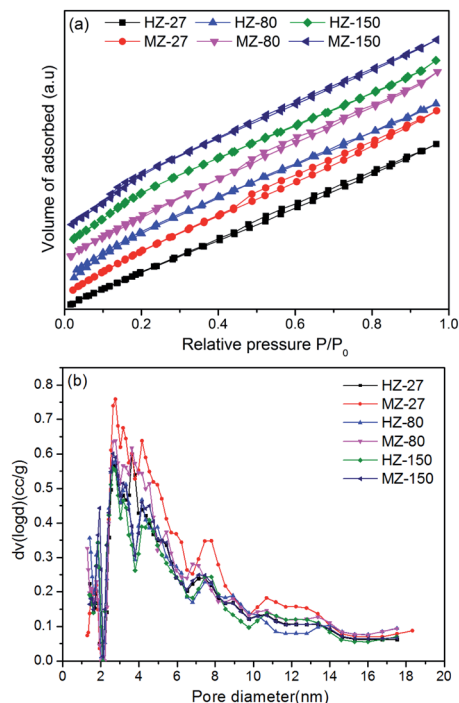 (a) HZ-27 HZ-80 HZ-150
MZ-27 MZ-80 MZ-150
Volume of adsorbed (a.u)
0.0 0.2 0.4 0.6 0.8 1.0
Relative pressure P/P₀
(b)
HZ-27
MZ-27
HZ-80
MZ-80
HZ-150
MZ-150
dv(logd)(cc/g)
0.8
0.7
0.6
0.5
0.4
0.3
0.2
0.1
0.0
0 2 4 6 8 10 12 14 16 18 20
Pore diameter(nm)